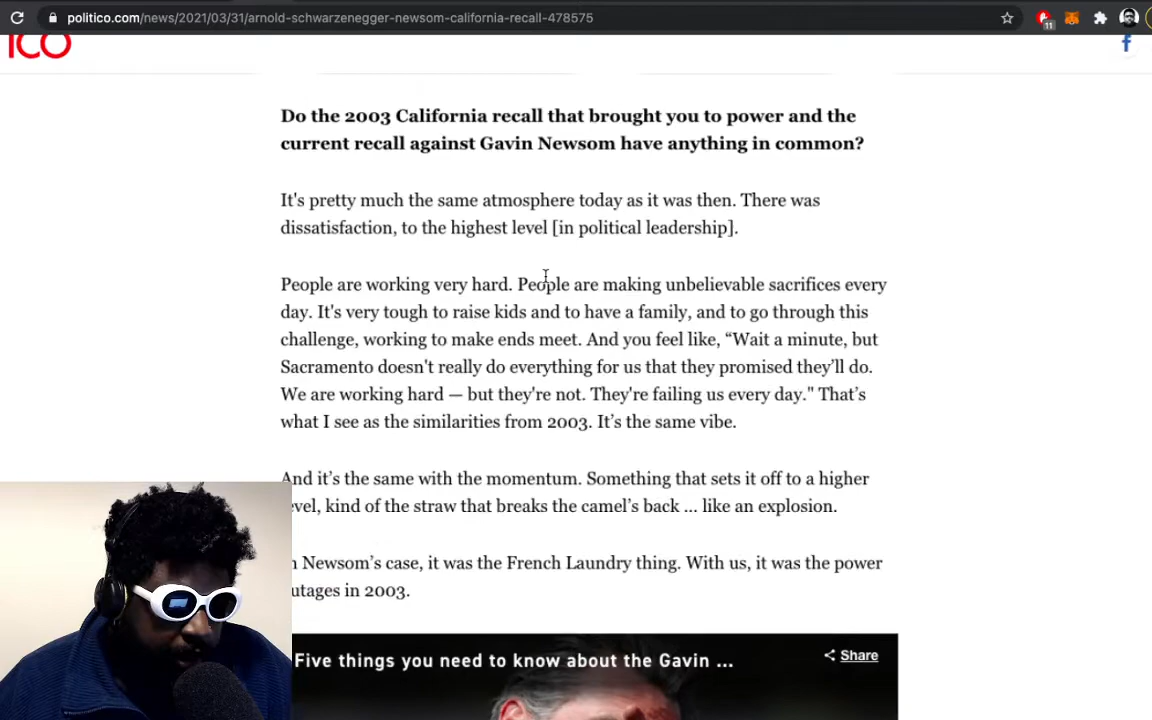 politico.com/news/2021/03/31/arnold-schwarzenegger-newsom-california-recall-478575
11
ICO
f
Do the 2003 California recall that brought you to power and the
current recall against Gavin Newsom have anything in common?
It's pretty much the same atmosphere today as it was then. There was
dissatisfaction, to the highest level [in political leadership].
People are working very hard. People are making unbelievable sacrifices every
day. It's very tough to raise kids and to have a family, and to go through this
challenge, working to make ends meet. And you feel like, “Wait a minute, but
Sacramento doesn't really do everything for us that they promised they’ll do.
We are working hard — but they're not. They're failing us every day." That’s
what I see as the similarities from 2003. It’s the same vibe.
And it’s the same with the momentum. Something that sets it off to a higher
evel, kind of the straw that breaks the camel’s back ... like an explosion.
n Newsom’s case, it was the French Laundry thing. With us, it was the power
utages in 2003.
Five things you need to know about the Gavin ...
Share